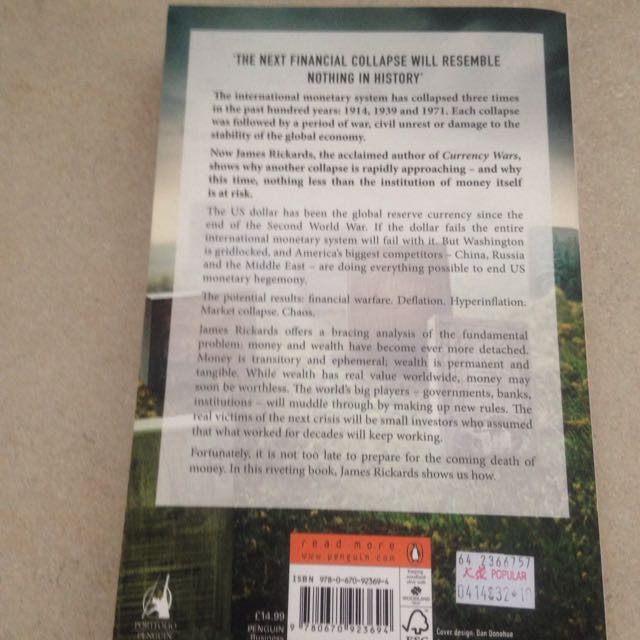 'THE NEXT FINANCIAL COLLAPSE WILL RESEMBLE
NOTHING IN HISTORY'
The international monetary system has collapsed three times
in the past hundred years: 1914, 1939 and 1971. Each collapse
was followed by a period of war, civil unrest or damage to the
stability of the global economy.
Now James Rickards, the acclaimed author of Currency Wars,
shows why another collapse is rapidly approaching – and why
this time, nothing less than the institution of money itself
is at risk.
The US dollar has been the global reserve currency since the
end of the Second World War. If the dollar fails the entire
international monetary system will fail with it. But Washington
is gridlocked, and America's biggest competitors – China, Russia
and the Middle East – are doing everything possible to end US
monetary hegemony.
The potential results: financial warfare. Deflation. Hyperinflation.
Market collapse. Chaos.
James Rickards offers a bracing analysis of the fundamental
problem: money and wealth have become ever more detached.
Money is transitory and ephemeral; wealth is permanent and
tangible. While wealth has real value worldwide, money may
soon be worthless. The world's big players – governments, banks,
institutions – will muddle through by making up new rules. The
real victims of the next crisis will be small investors who assumed
that what worked for decades will keep working.
Fortunately, it is not too late to prepare for the coming death of
money. In this riveting book, James Rickards shows us how.
read more
www.penguin.com
ISBN 978-0-670-92369-4
9 780670 923694
PORTFOLIO
PENGUIN
£14.99
PENGUIN
64 2366757
大眾 POPULAR
Cover design: Dan Donohue